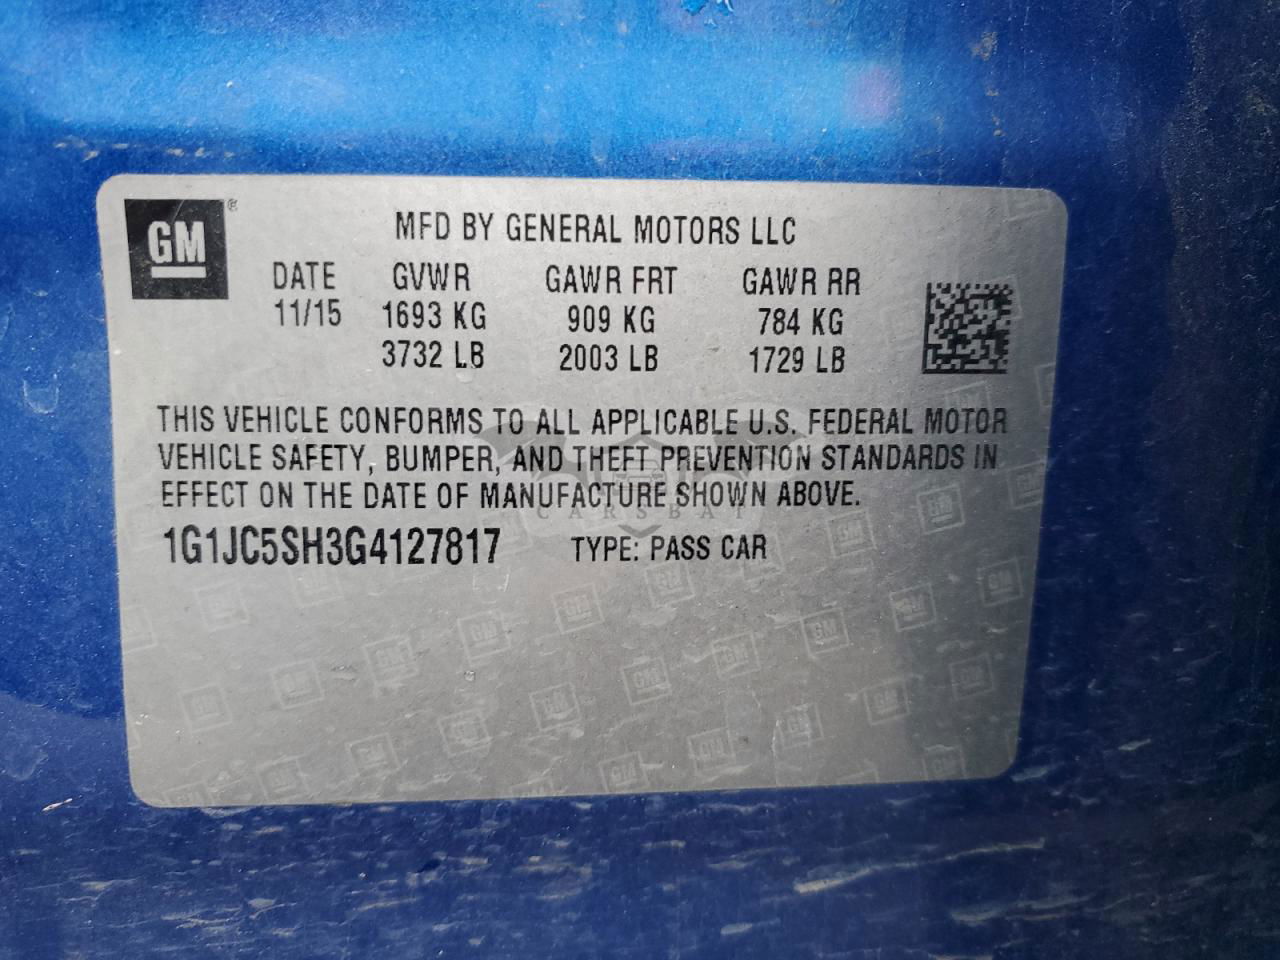 GM®
MFD BY GENERAL MOTORS LLC
DATE GVWR GAWR FRT GAWR RR
11/15 1693 KG 909 KG 784 KG
3732 LB 2003 LB 1729 LB
THIS VEHICLE CONFORMS TO ALL APPLICABLE U.S. FEDERAL MOTOR
VEHICLE SAFETY, BUMPER, AND THEFT PREVENTION STANDARDS IN
EFFECT ON THE DATE OF MANUFACTURE SHOWN ABOVE.
CARSBAT
1G1JC5SH3G4127817 TYPE: PASS CAR